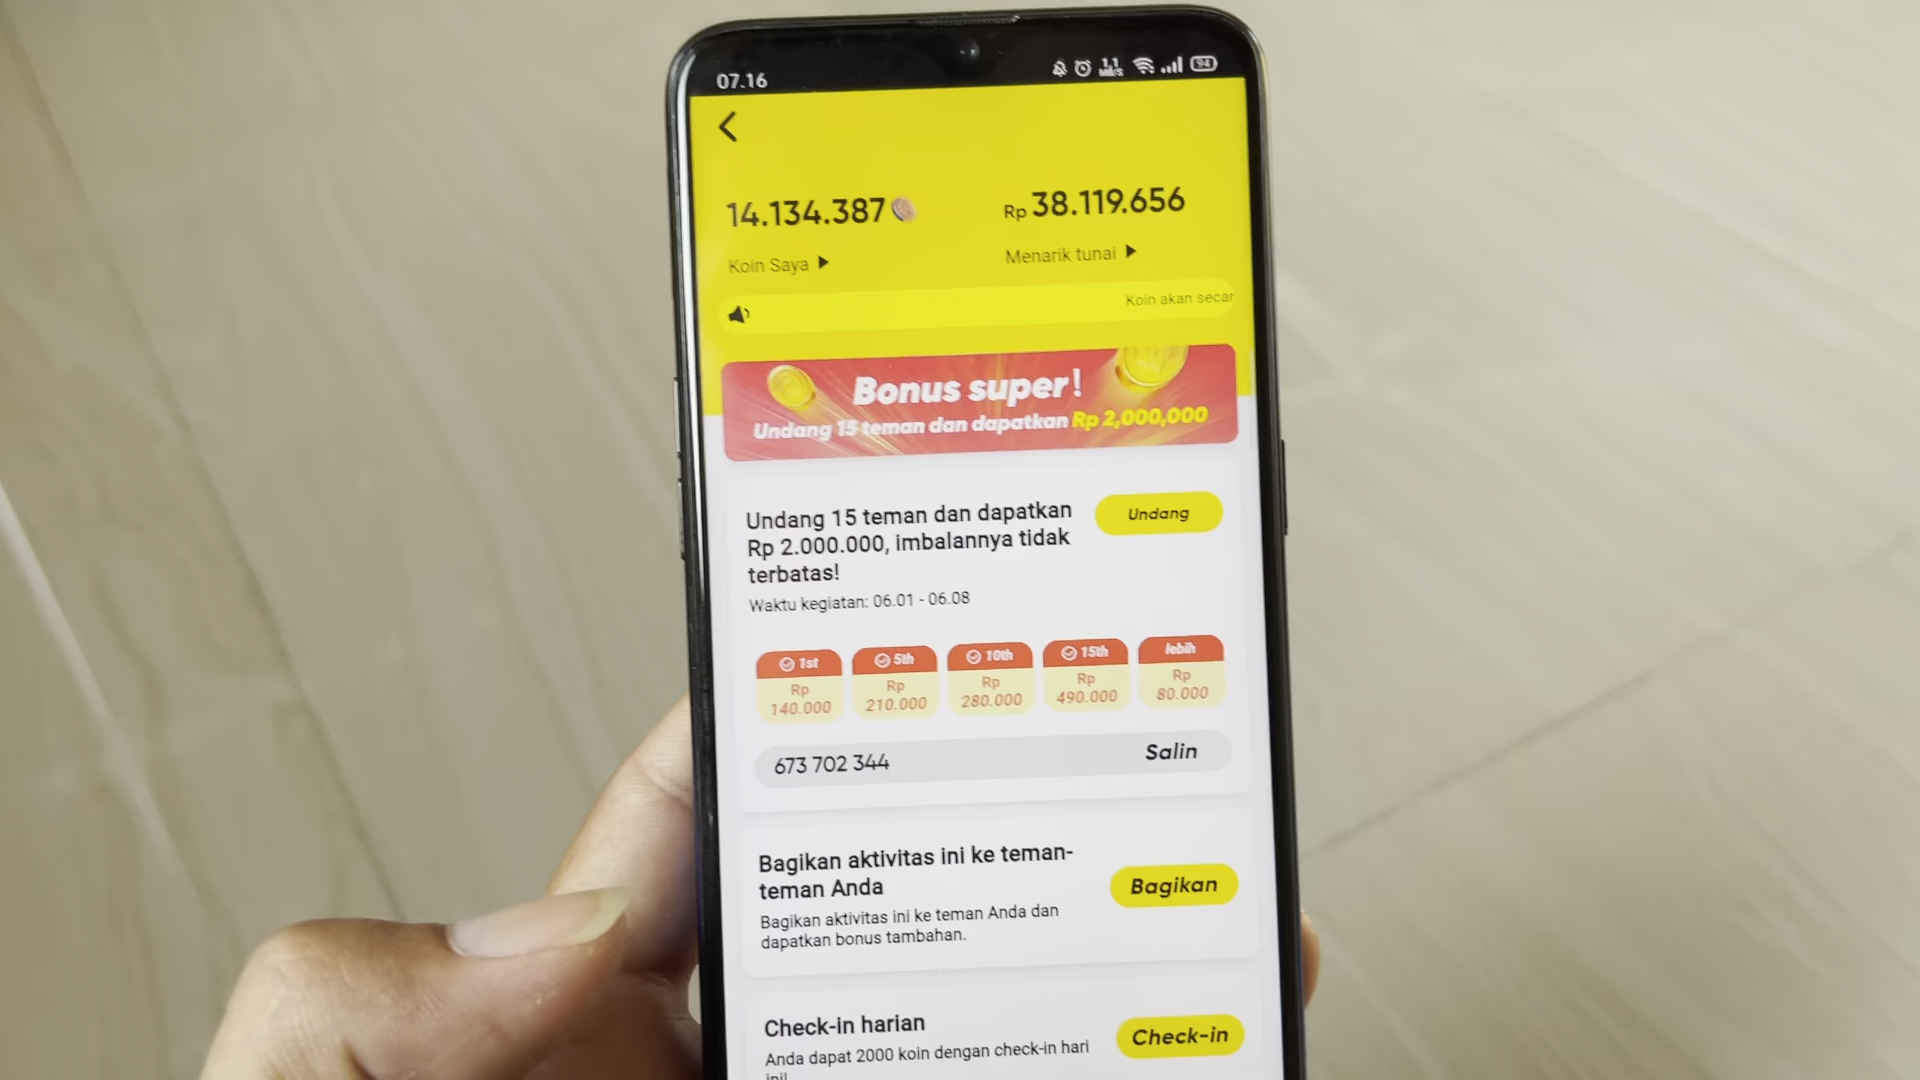 07.16
1.1
MB/S
94
14.134.387
Rp 38.119.656
Koin Saya
Menarik tunai
Koin akan secar
Bonus super!
Undang 15 teman dan dapatkan Rp 2,000,000
Undang 15 teman dan dapatkan
Rp 2.000.000, imbalannya tidak
terbatas!
Undang
Waktu kegiatan: 06.01 - 06.08
1st
5th
10th
15th
lebih
Rp
140.000
Rp
210.000
Rp
280.000
Rp
490.000
Rp
80.000
673 702 344
Salin
Bagikan aktivitas ini ke teman-
teman Anda
Bagikan
Bagikan aktivitas ini ke teman Anda dan
dapatkan bonus tambahan.
Check-in harian
Check-in
Anda dapat 2000 koin dengan check-in hari
ini!